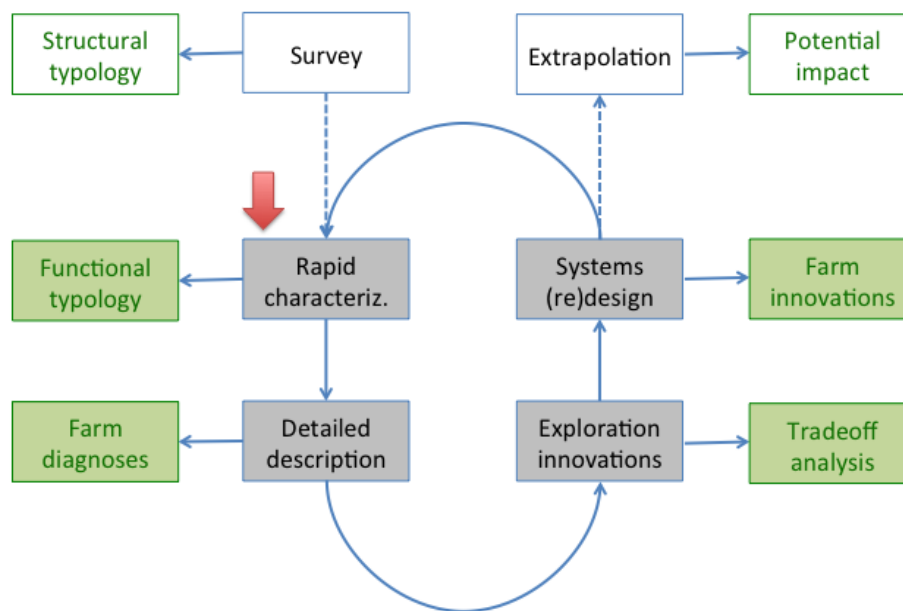 Structural
typology
Survey
Extrapolation
Potential
impact
Functional
typology
Rapid
characteriz.
Systems
(re)design
Farm
innovations
Farm
diagnoses
Detailed
description
Exploration
innovations
Tradeoff
analysis